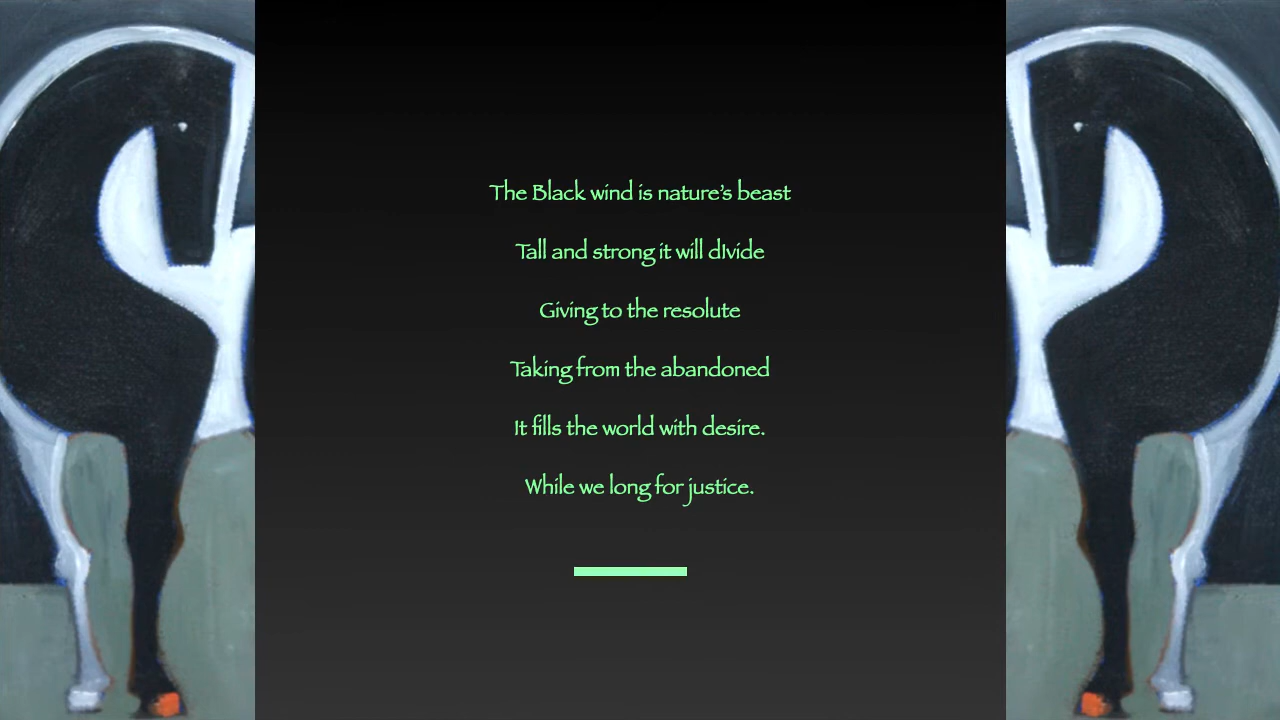 The Black wind is nature's beast
Tall and strong it will dIvide
Giving to the resolute
Taking from the abandoned
It fills the world with desire.
While we long for justice.